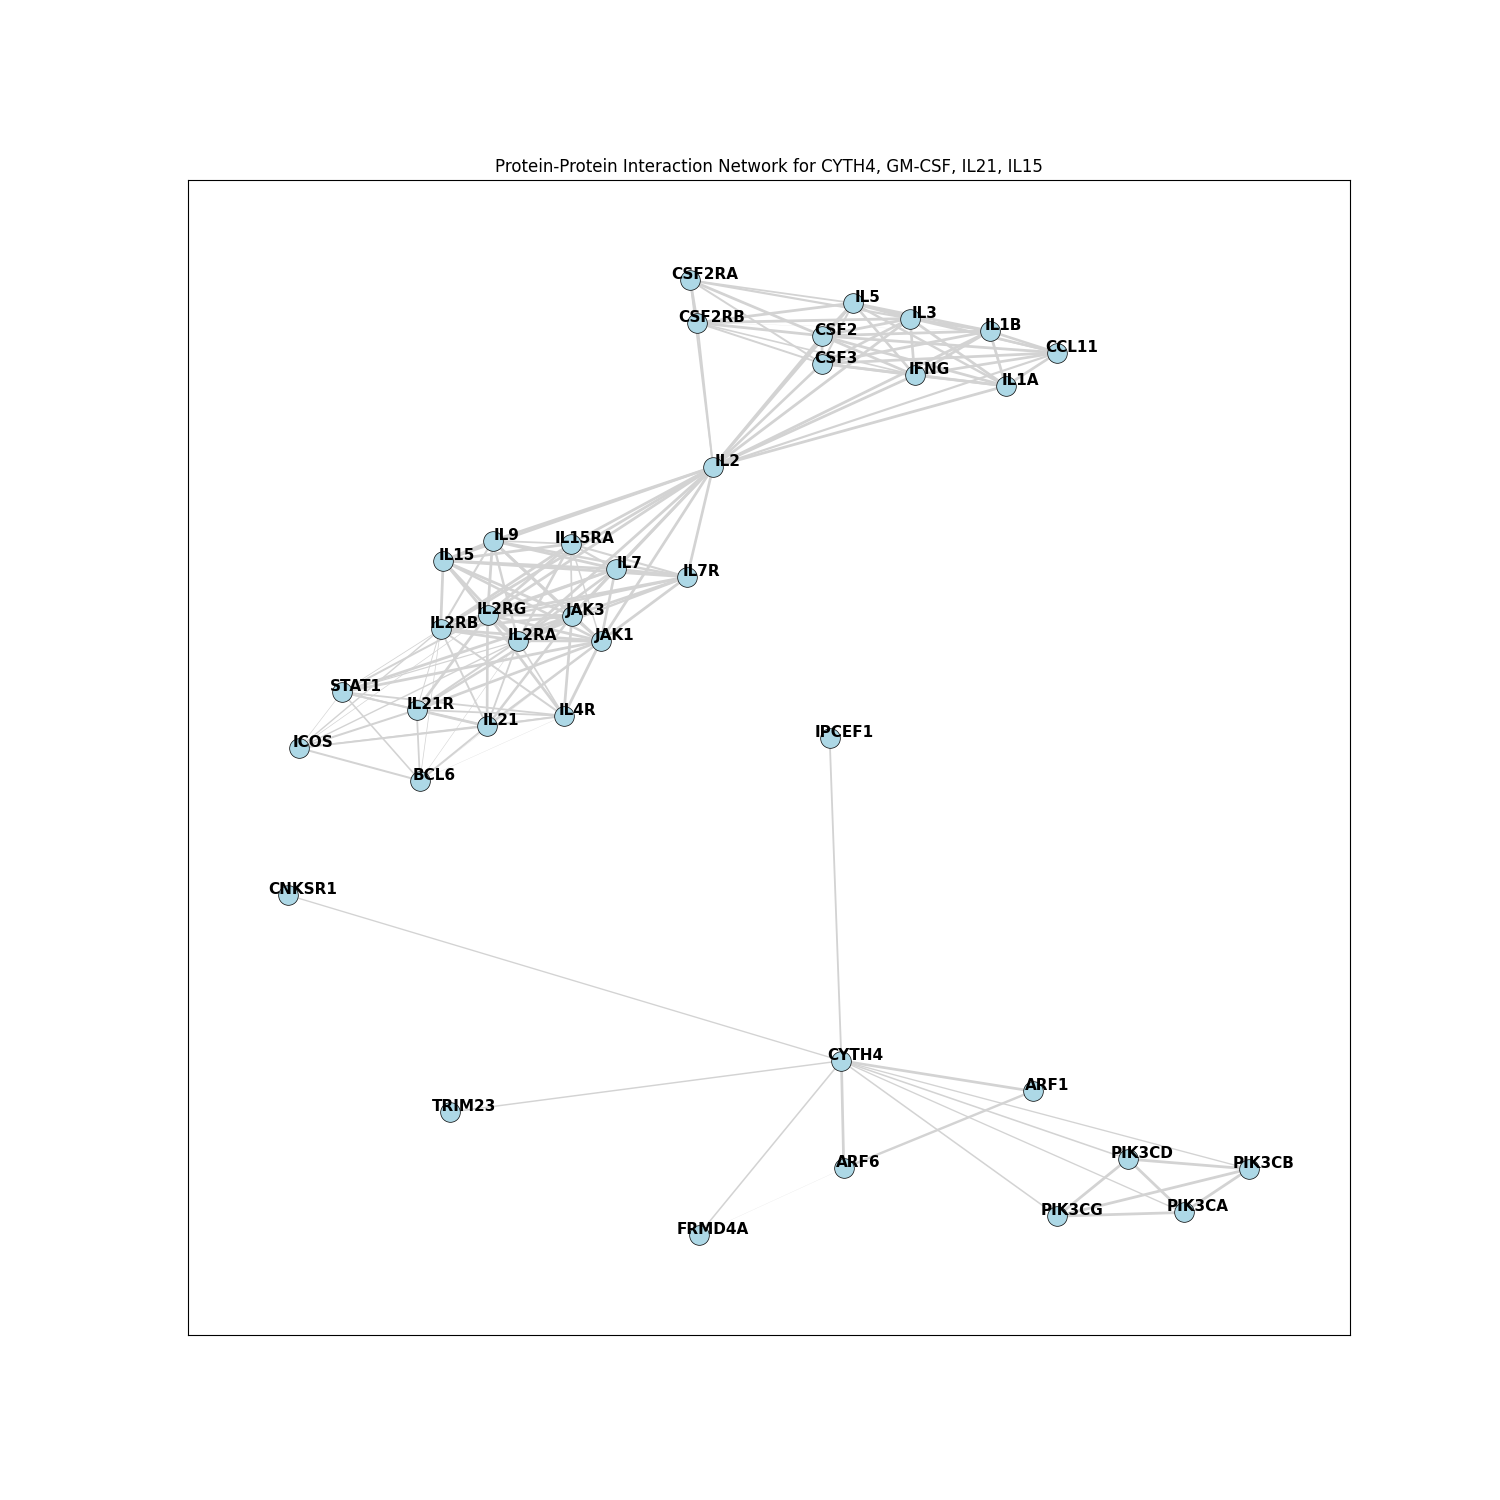 Protein-Protein Interaction Network for CYTH4, GM-CSF, IL21, IL15
CSF2RA
IL5
IL3
CSF2RB
IL1B
CSF2
CCL11
CSF3
IFNG
IL1A
IL2
IL9
IL15RA
IL15
IL7
IL7R
IL2RG
JAK3
IL2RB
IL2RA
JAK1
STAT1
IL21R
IL4R
IL21
IPCEF1
ICOS
BCL6
CNKSR1
CYTH4
ARF1
TRIM23
PIK3CD
ARF6
PIK3CB
PIK3CA
PIK3CG
FRMD4A